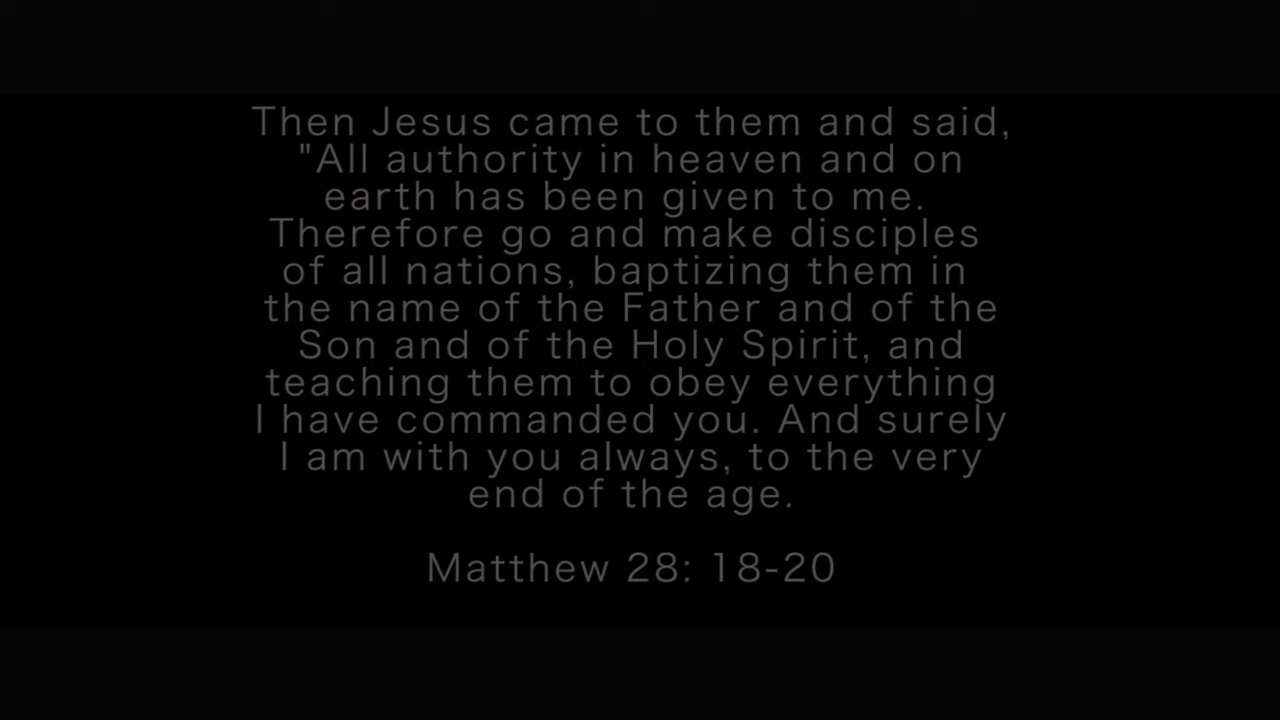 Then Jesus came to them and said,
"All authority in heaven and on
earth has been given to me.
Therefore go and make disciples
of all nations, baptizing them in
the name of the Father and of the
Son and of the Holy Spirit, and
teaching them to obey everything
I have commanded you. And surely
I am with you always, to the very
end of the age.
Matthew 28: 18-20